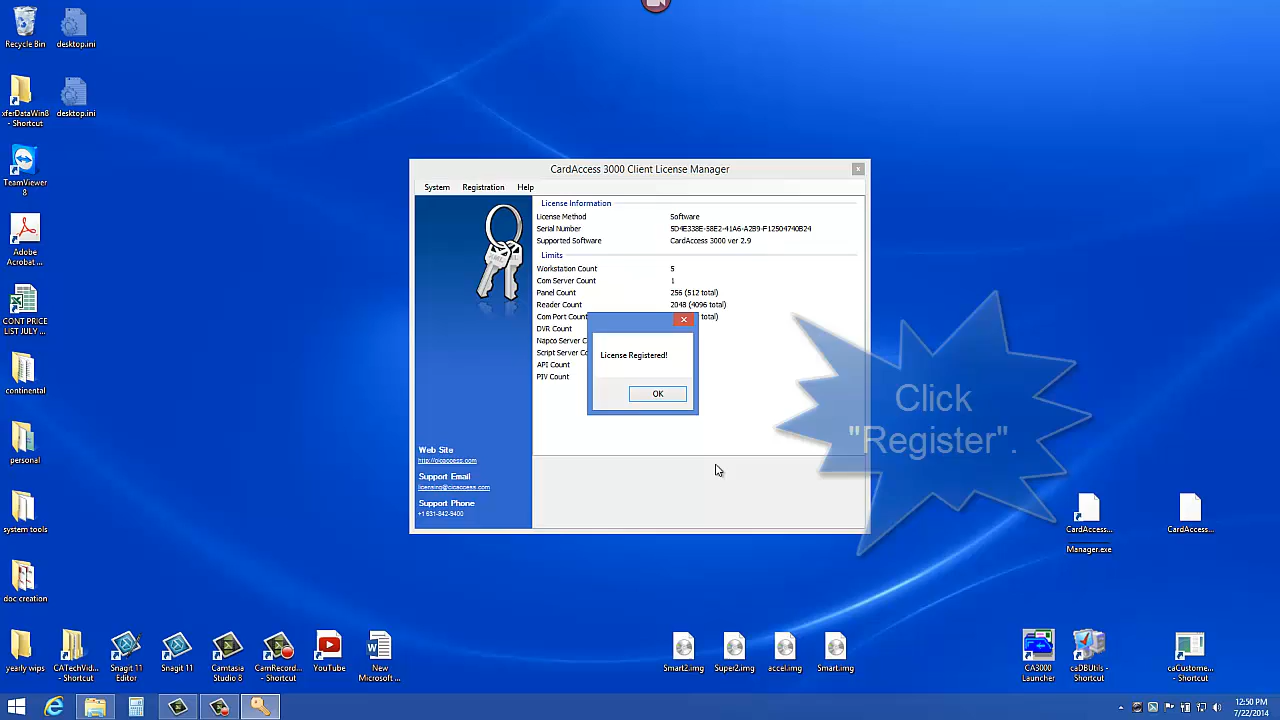 Recycle Bin
desktop.ini
xferDataWin8
- Shortcut
desktop.ini
TeamViewer
8
Adobe
Acrobat ...
CONT PRICE
LIST JULY ...
continental
personal
system tools
doc creation
yearly wips
CATechVid...
- Shortcut
Snagit 11
Editor
Snagit 11
Camtasia
Studio 8
CamRecord...
- Shortcut
YouTube
New
Microsoft ...
CardAccess 3000 Client License Manager
x
System
Registration
Help
License Information
License Method
Software
Serial Number
5D4E338E-58E2-41A6-A2B9-F12504740B24
Supported Software
CardAccess 3000 ver 2.9
Limits
Workstation Count
5
Com Server Count
1
Panel Count
256 (512 total)
Reader Count
2048 (4096 total)
Com Port Count
total)
DVR Count
Napco Server C
Script Server Co
API Count
PIV Count
License Registered!
OK
Web Site
http://cicaccess.com
Support Email
licensing@cicaccess.com
Support Phone
+1 631-842-9400
Click
"Register".
CardAccess...
Manager.exe
CardAccess...
Smart2.img
Super2.img
accel.img
Smart.img
CA3000
Launcher
caDBUtils -
Shortcut
caCustome...
- Shortcut
12:50 PM
7/22/2014